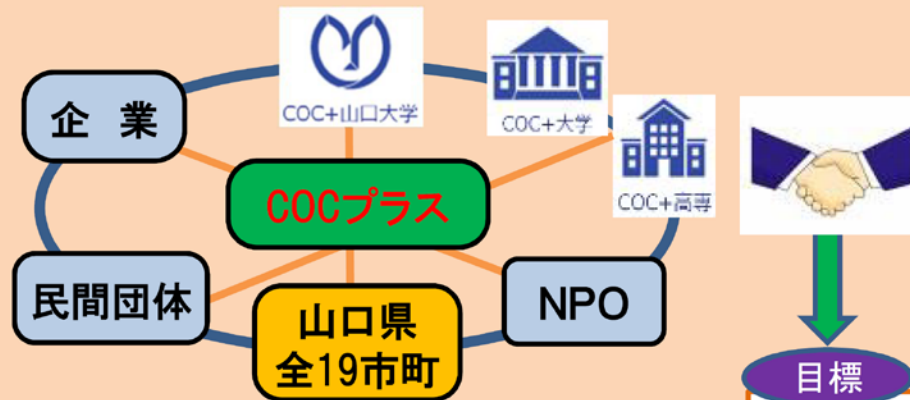 COC+山口大学
COC+大学
企　業
COC+高専
COCプラス
民間団体
NPO
山口県
全19市町
目標